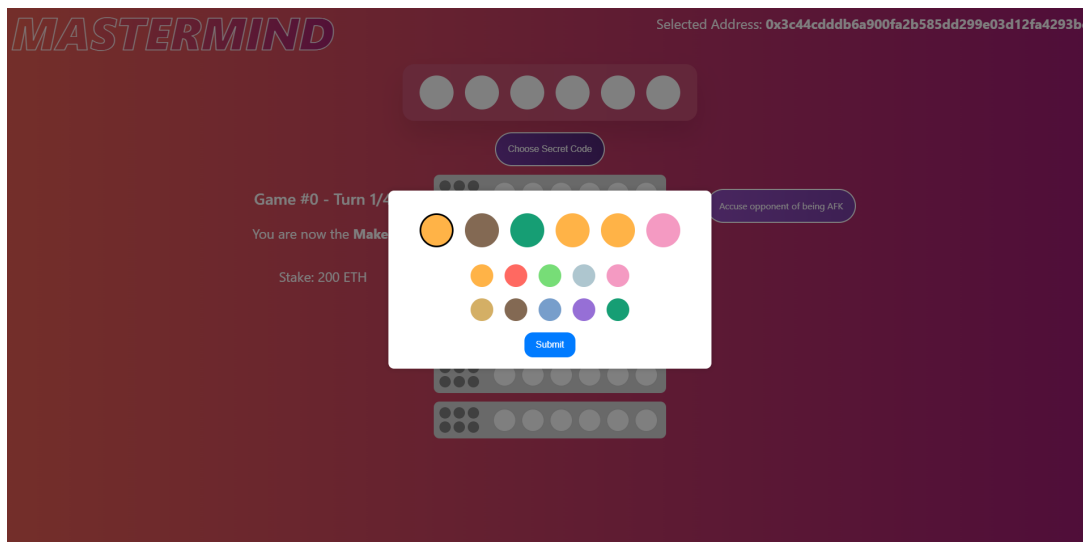 MASTERMIND
Selected Address: 0x3c44cdddb6a900fa2b585dd299e03d12fa4293b
Choose Secret Code
Game #0 - Turn 1/4
Accuse opponent of being AFK
You are now the Make
Stake: 200 ETH
Submit